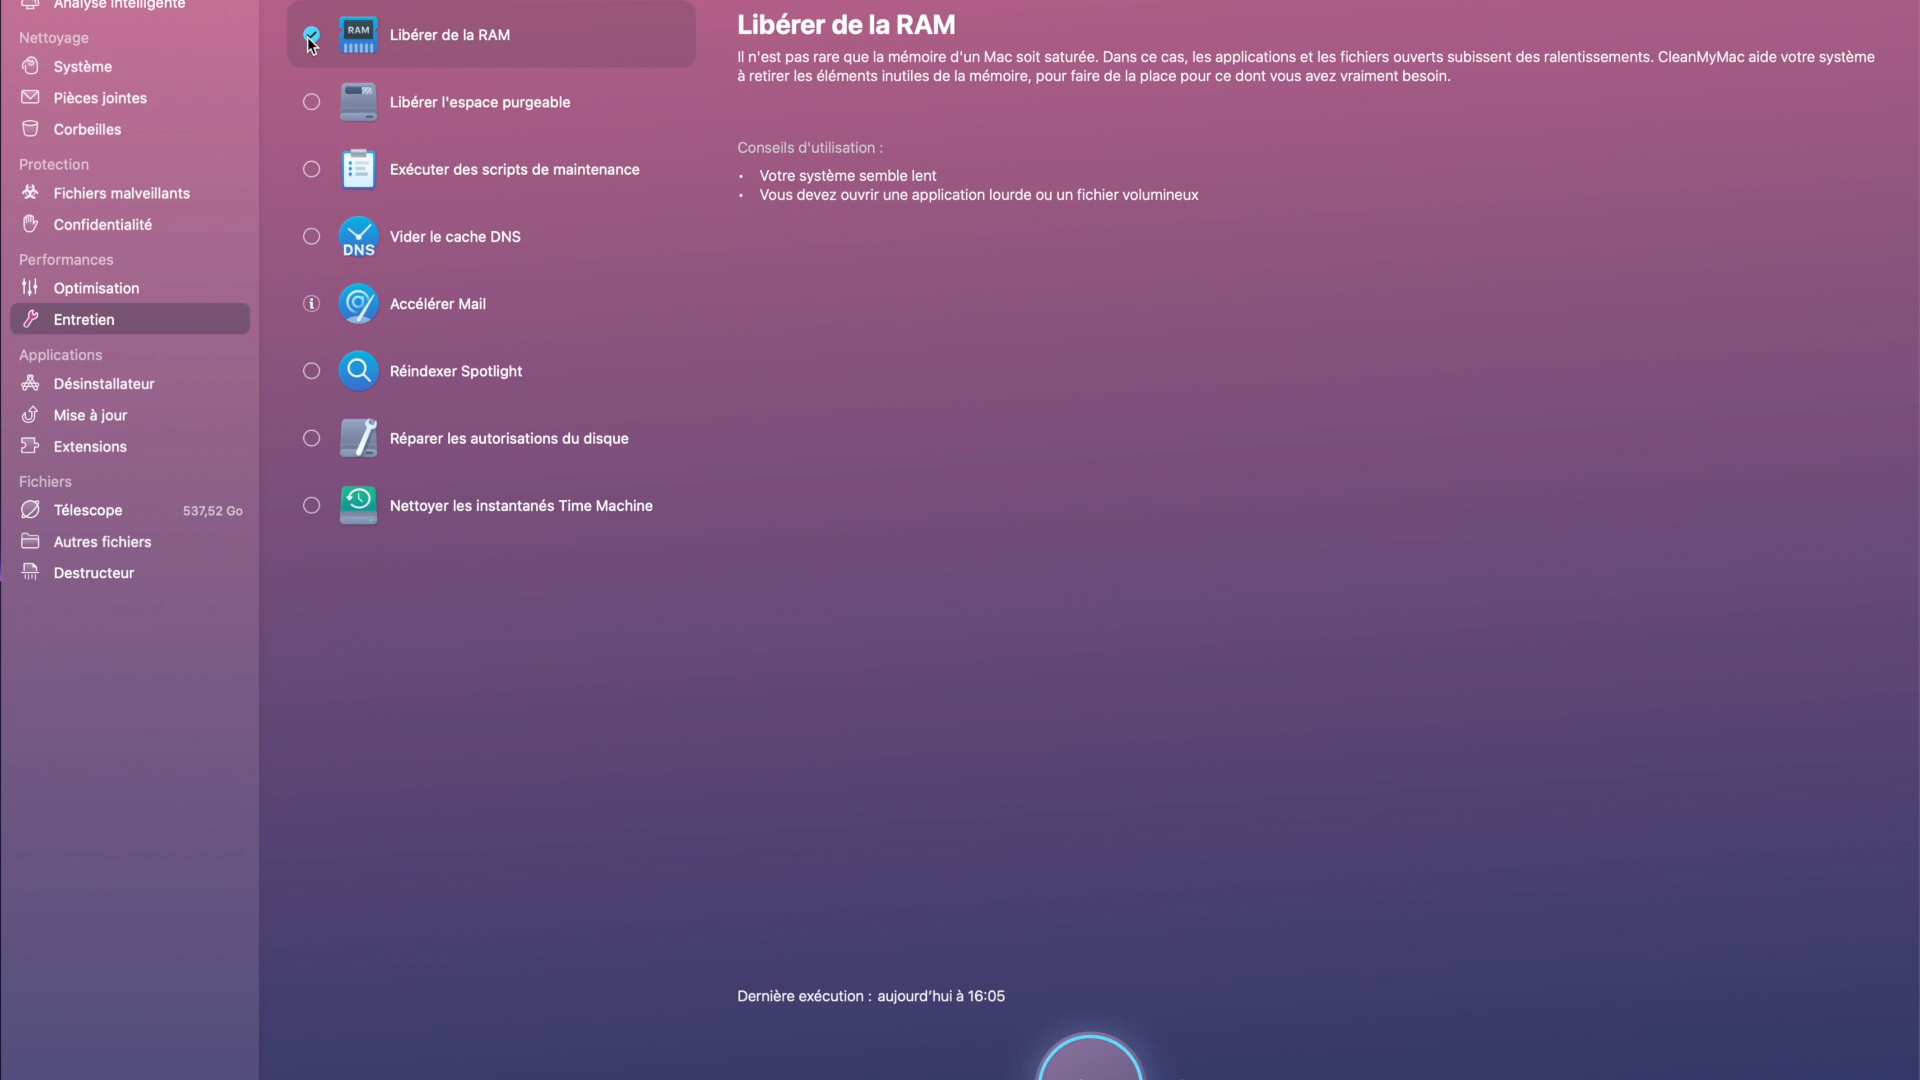 Analyse intelligente
Nettoyage
Système
Pièces jointes
Corbeilles
Protection
Fichiers malveillants
Confidentialité
Performances
Optimisation
Entretien
Applications
Désinstallateur
Mise à jour
Extensions
Fichiers
Télescope 537,52 Go
Autres fichiers
Destructeur
RAM
Libérer de la RAM
Libérer l'espace purgeable
Exécuter des scripts de maintenance
DNS
Vider le cache DNS
Accélérer Mail
Réindexer Spotlight
Réparer les autorisations du disque
Nettoyer les instantanés Time Machine
Libérer de la RAM
Il n'est pas rare que la mémoire d'un Mac soit saturée. Dans ce cas, les applications et les fichiers ouverts subissent des ralentissements. CleanMyMac aide votre système
à retirer les éléments inutiles de la mémoire, pour faire de la place pour ce dont vous avez vraiment besoin.
Conseils d'utilisation :
• Votre système semble lent
• Vous devez ouvrir une application lourde ou un fichier volumineux
Dernière exécution : aujourd'hui à 16:05